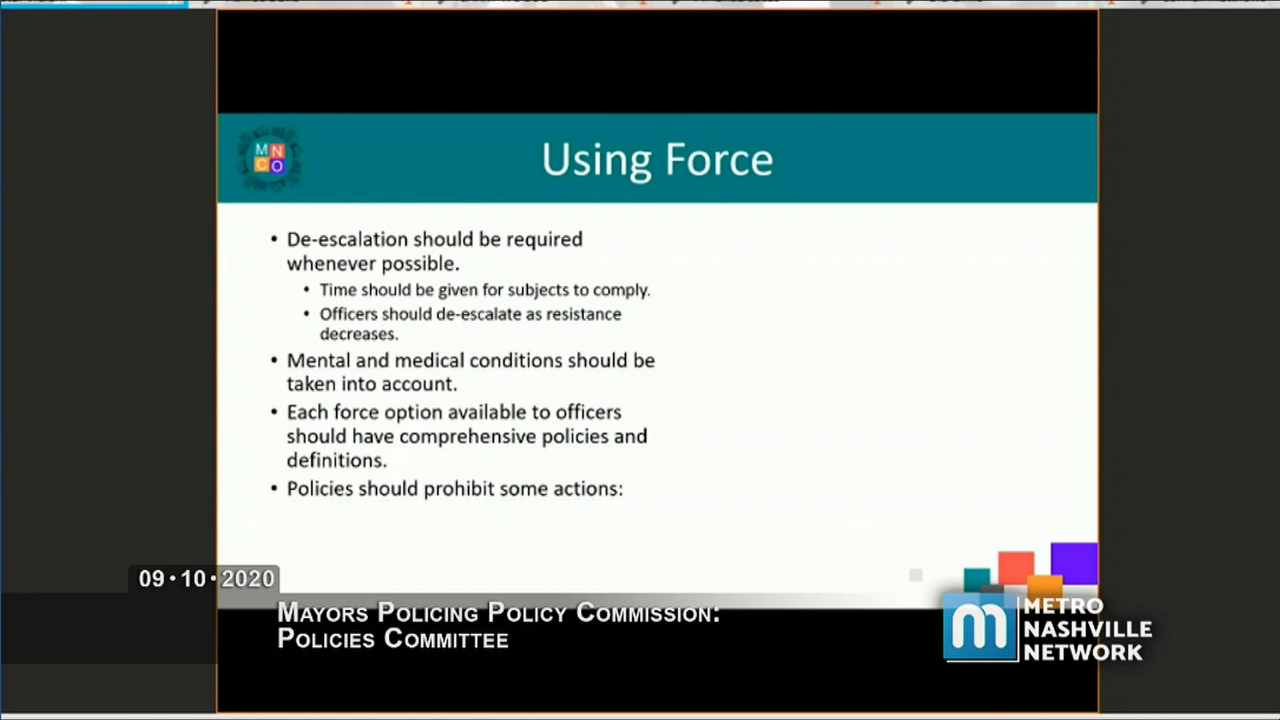 MN
CO
Using Force
• De-escalation should be required
whenever possible.
• Time should be given for subjects to comply.
• Officers should de-escalate as resistance
decreases.
• Mental and medical conditions should be
taken into account.
• Each force option available to officers
should have comprehensive policies and
definitions.
• Policies should prohibit some actions:
09•10•2020
Mayors Policing Policy Commission:
Policies Committee
m
METRO
NASHVILLE
NETWORK